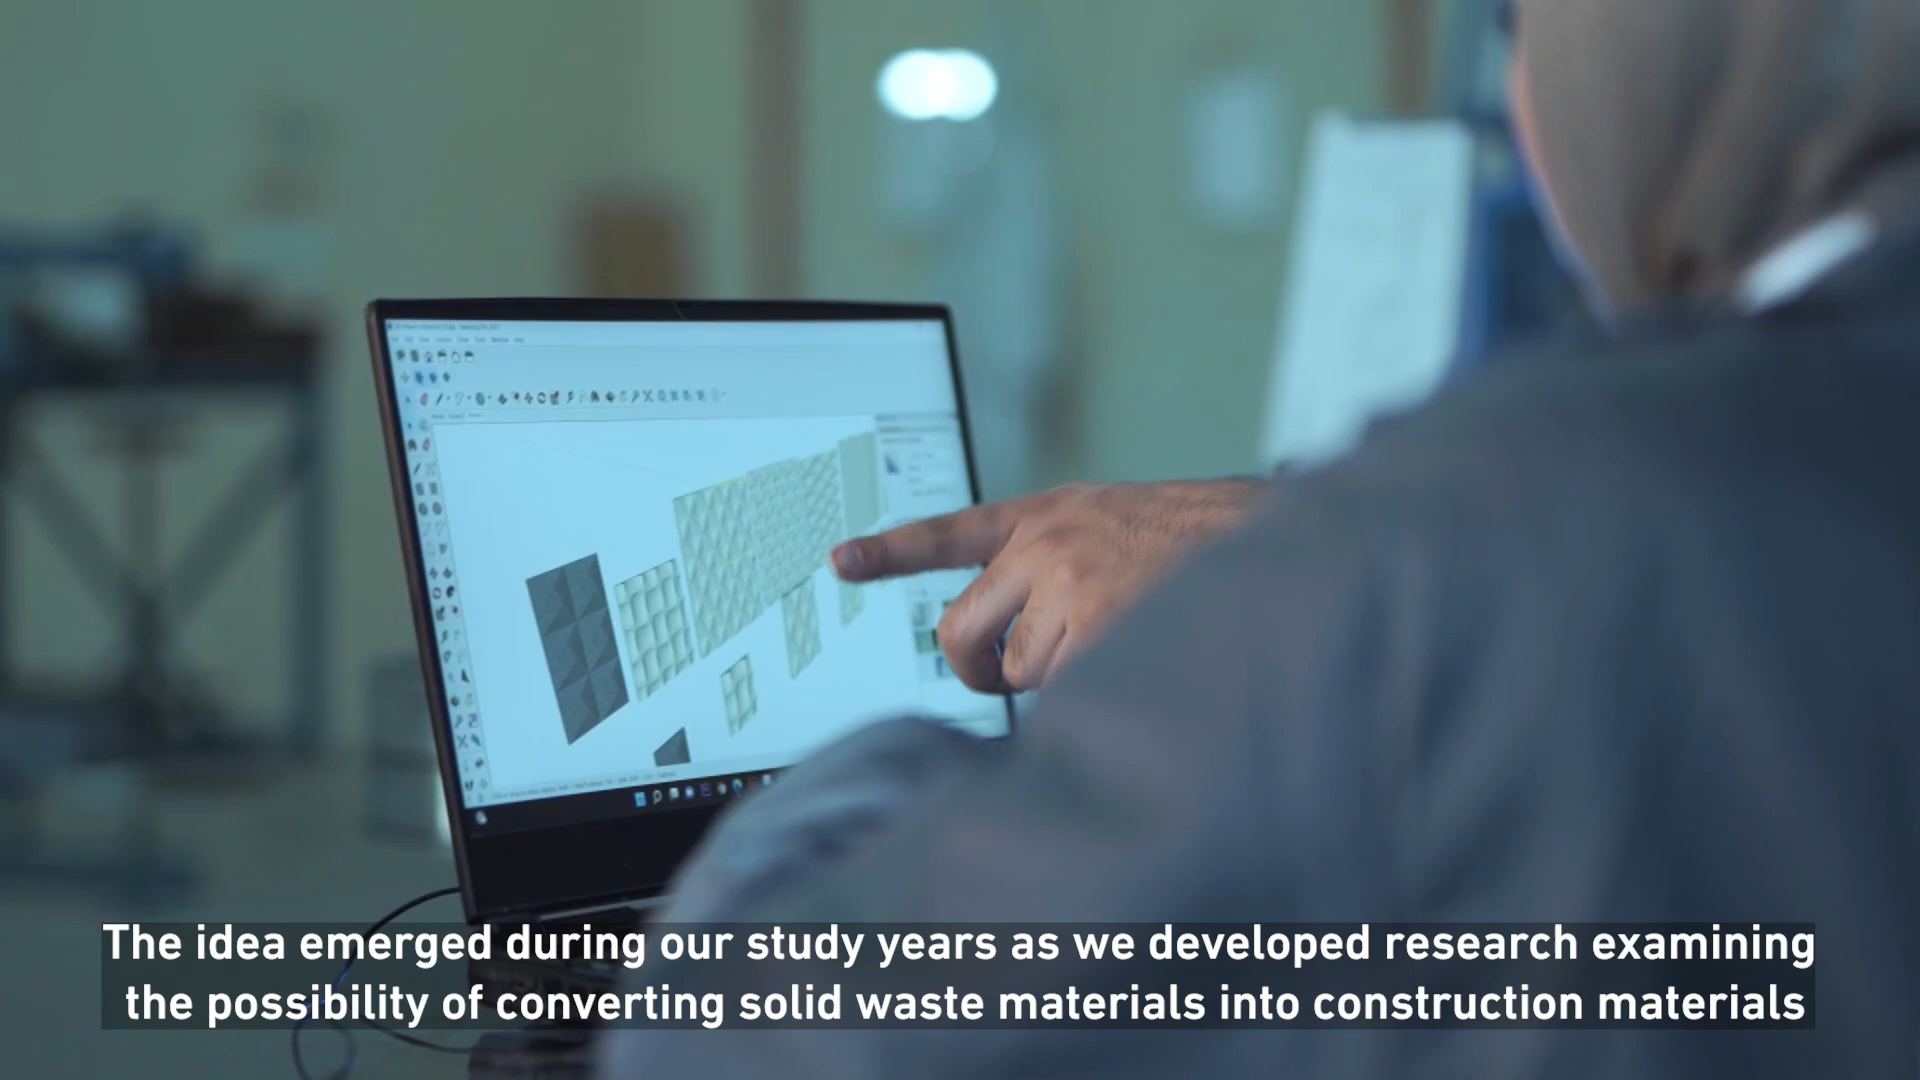 The idea emerged during our study years as we developed research examining
the possibility of converting solid waste materials into construction materials